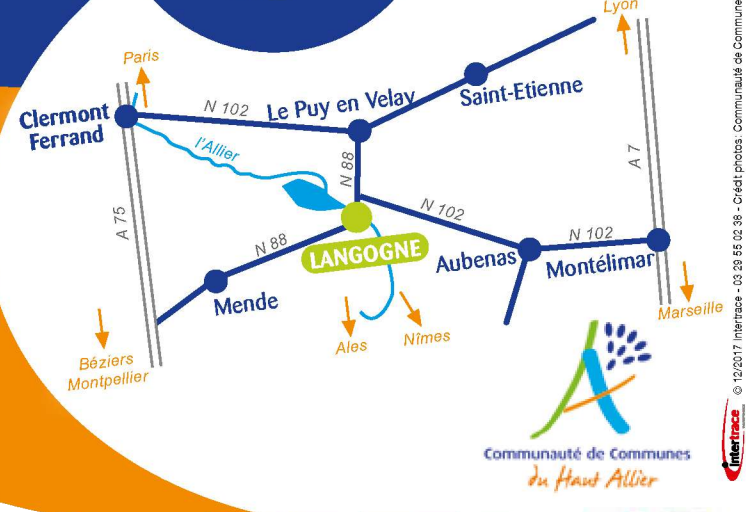 Lyon
Paris
Clermont
Ferrand
N 102
Le Puy en Velay
Saint-Etienne
l'Allier
N 88
A 7
A 75
N 102
N 102
N 88
LANGOGNE
Aubenas
Montélimar
Mende
Marseille
Ales
Nîmes
Béziers
Montpellier
Communauté de Communes
du Haut Allier
Intertrace
© 12/2017 Intertrace - 03 29 55 02 38 - Crédit photos: Communauté de Commune